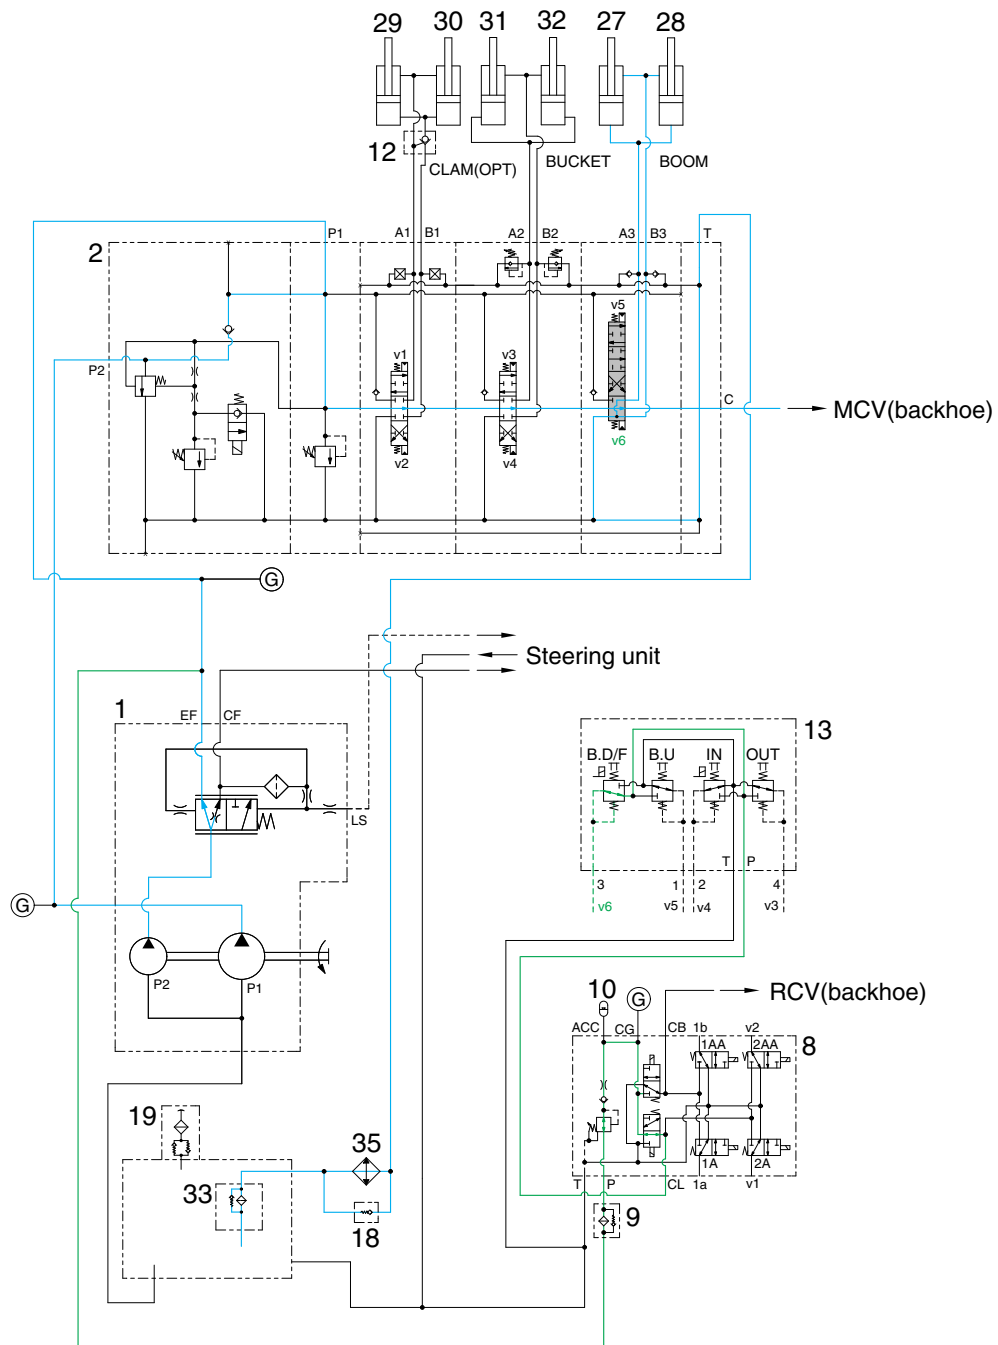 29 30 31 32 27 28
12 CLAM(OPT) BUCKET BOOM
2 P1 A1 B1 A2 B2 A3 B3 T
v5
v1 v3
P2
C MCV(backhoe)
v6
v2 v4
G
Steering unit
1 EF CF
13
B.D/F B.U IN OUT
LS
T P
3 1 2 4
v6 v5 v4 v3
G
P2 P1
RCV(backhoe)
10 G
ACC CG CB 1b v2
8
1AA 2AA
19
35
1A 2A
33
T P CL 1a v1
18 9